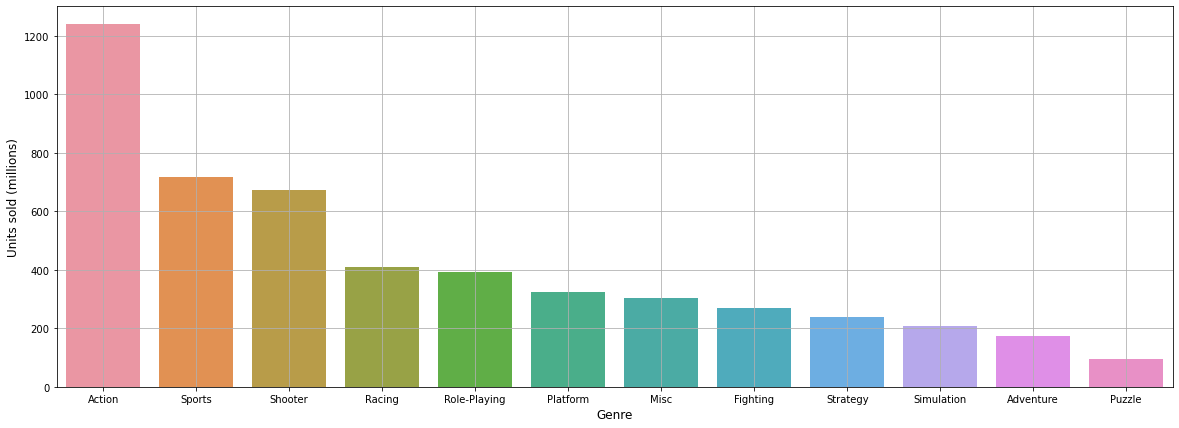 1200
1000
800
600
400
200
0
Units sold (millions)
Action Sports Shooter Racing Role-Playing Platform Misc Fighting Strategy Simulation Adventure Puzzle
Genre